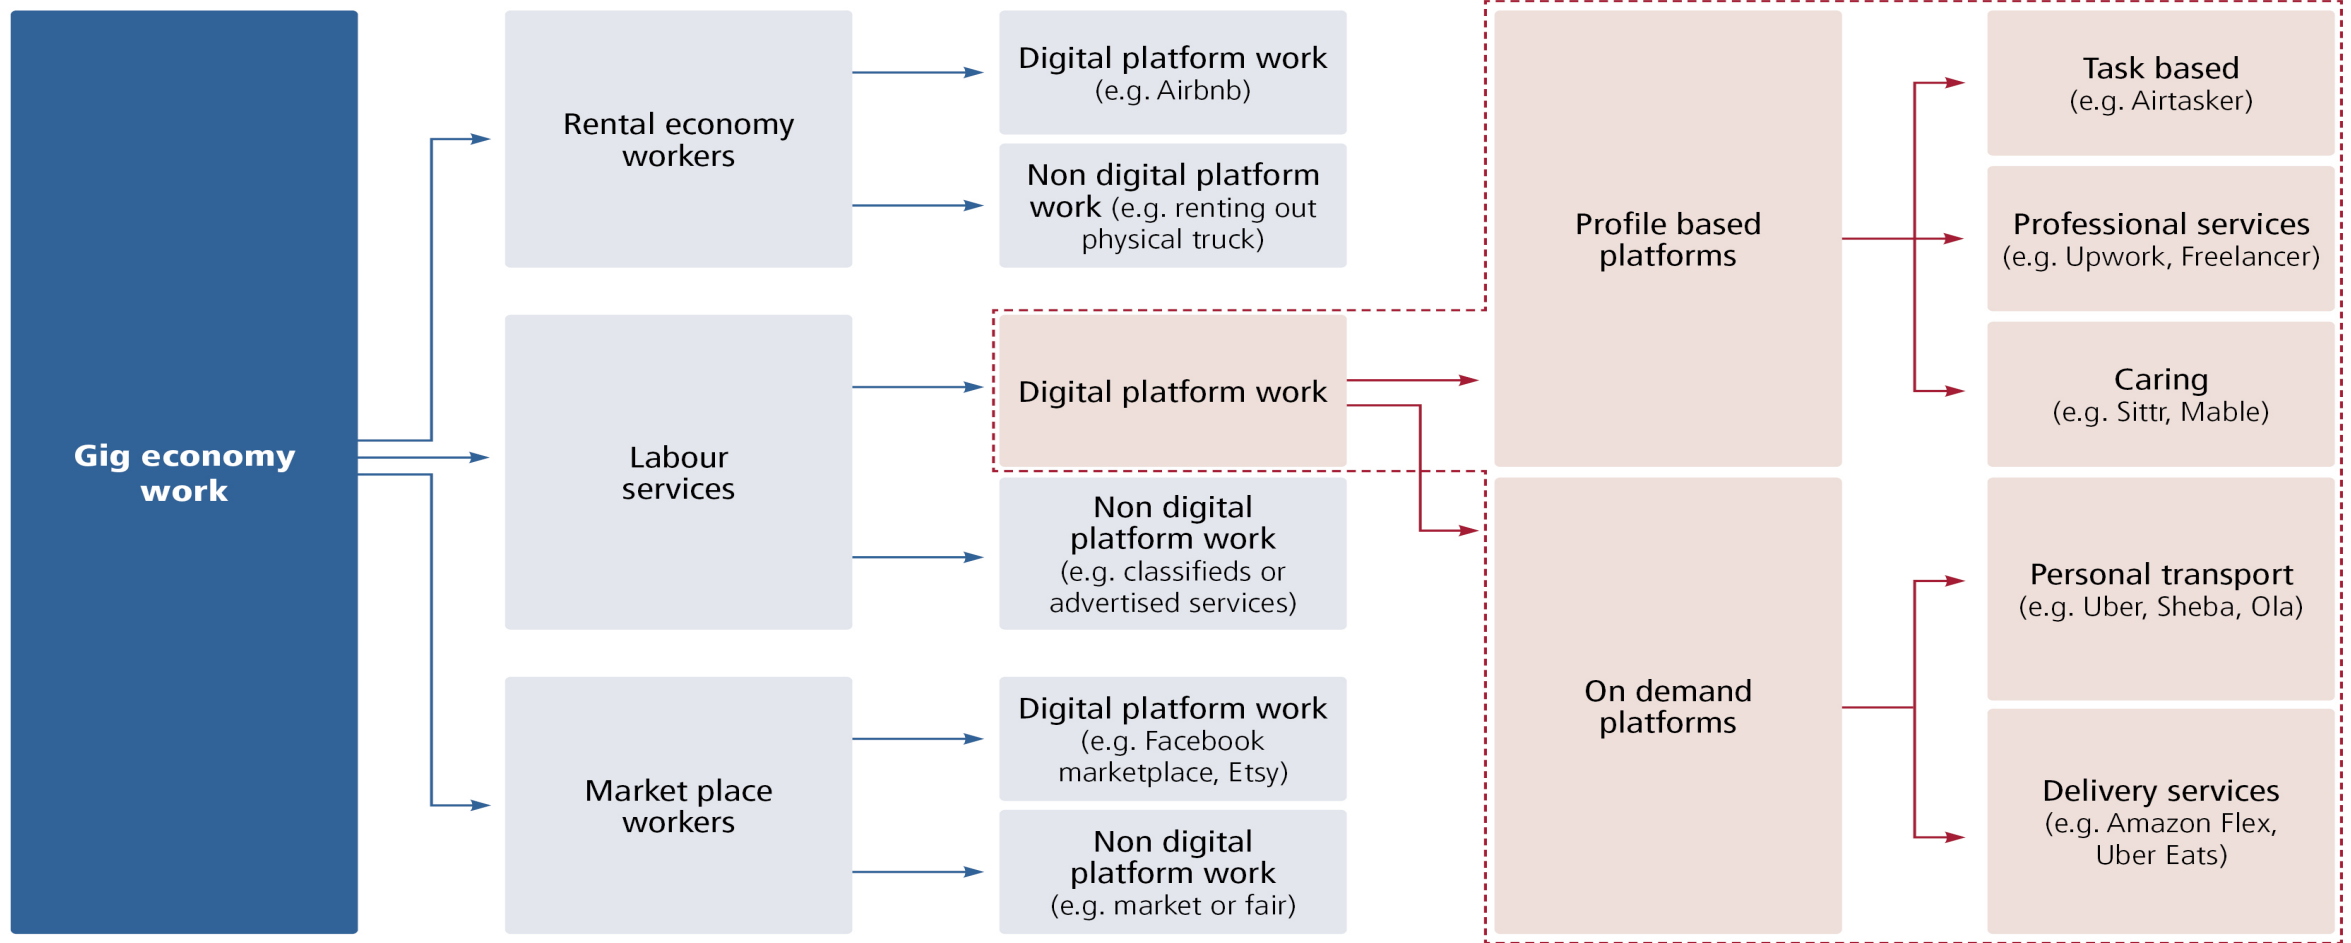 Gig economy
work
Rental economy
workers
Digital platform work
(e.g. Airbnb)
Non digital platform
work (e.g. renting out
physical truck)
Labour
services
Digital platform work
Non digital
platform work
(e.g. classifieds or
advertised services)
Market place
workers
Digital platform work
(e.g. Facebook
marketplace, Etsy)
Non digital
platform work
(e.g. market or fair)
Profile based
platforms
Task based
(e.g. Airtasker)
Professional services
(e.g. Upwork, Freelancer)
Caring
(e.g. Sittr, Mable)
On demand
platforms
Personal transport
(e.g. Uber, Sheba, Ola)
Delivery services
(e.g. Amazon Flex,
Uber Eats)